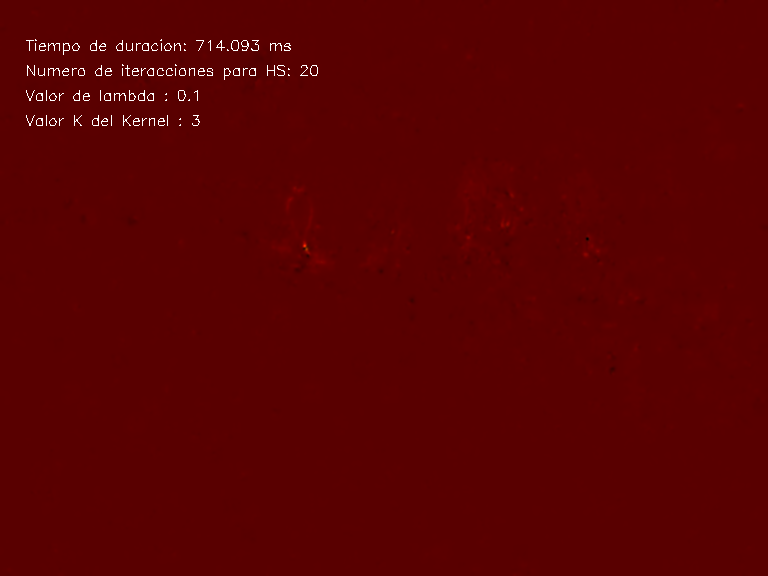 Tiempo de duracion: 714.093 ms
Numero de iteracciones para HS: 20
Valor de lambda : 0.1
Valor K del Kernel : 3